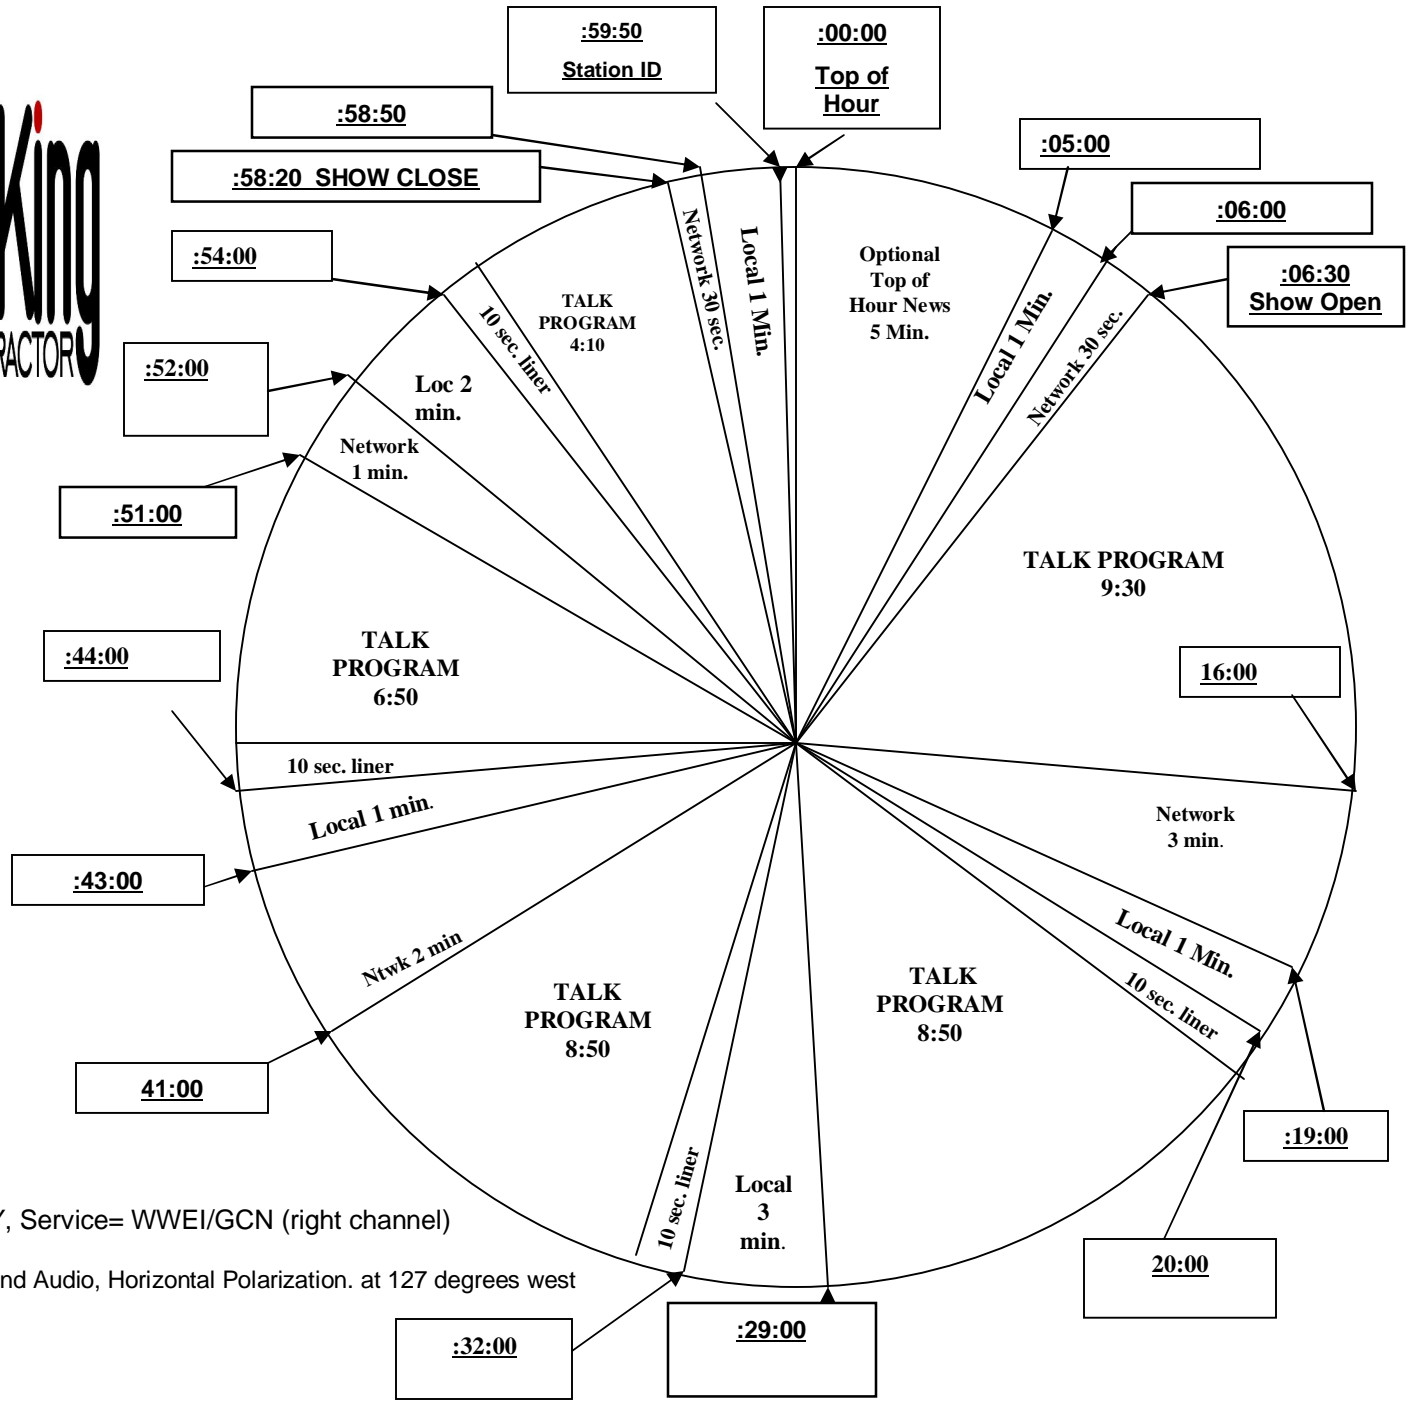 :59:50
Station ID
:00:00
Top of
Hour
:58:50
:05:00
:58:20 SHOW CLOSE
:06:00
:54:00
:06:30
Show Open
King
RACTOR
:52:00
:51:00
Optional
Top of
Hour News
5 Min.
Local 1 Min.
Network 30 sec.
TALK PROGRAM
9:30
16:00
Network
3 min.
Local 1 Min.
10 sec. liner
:19:00
20:00
TALK
PROGRAM
8:50
:29:00
Local
3
min.
10 sec. liner
:32:00
TALK
PROGRAM
8:50
41:00
Ntwk 2 min
:43:00
Local 1 min.
:44:00
10 sec. liner
TALK
PROGRAM
6:50
Network
1 min.
Loc 2
min.
10 sec. liner
TALK
PROGRAM
4:10
Network 30 sec.
Local 1 Min.
, Service= WWEI/GCN (right channel)
nd Audio, Horizontal Polarization. at 127 degrees west